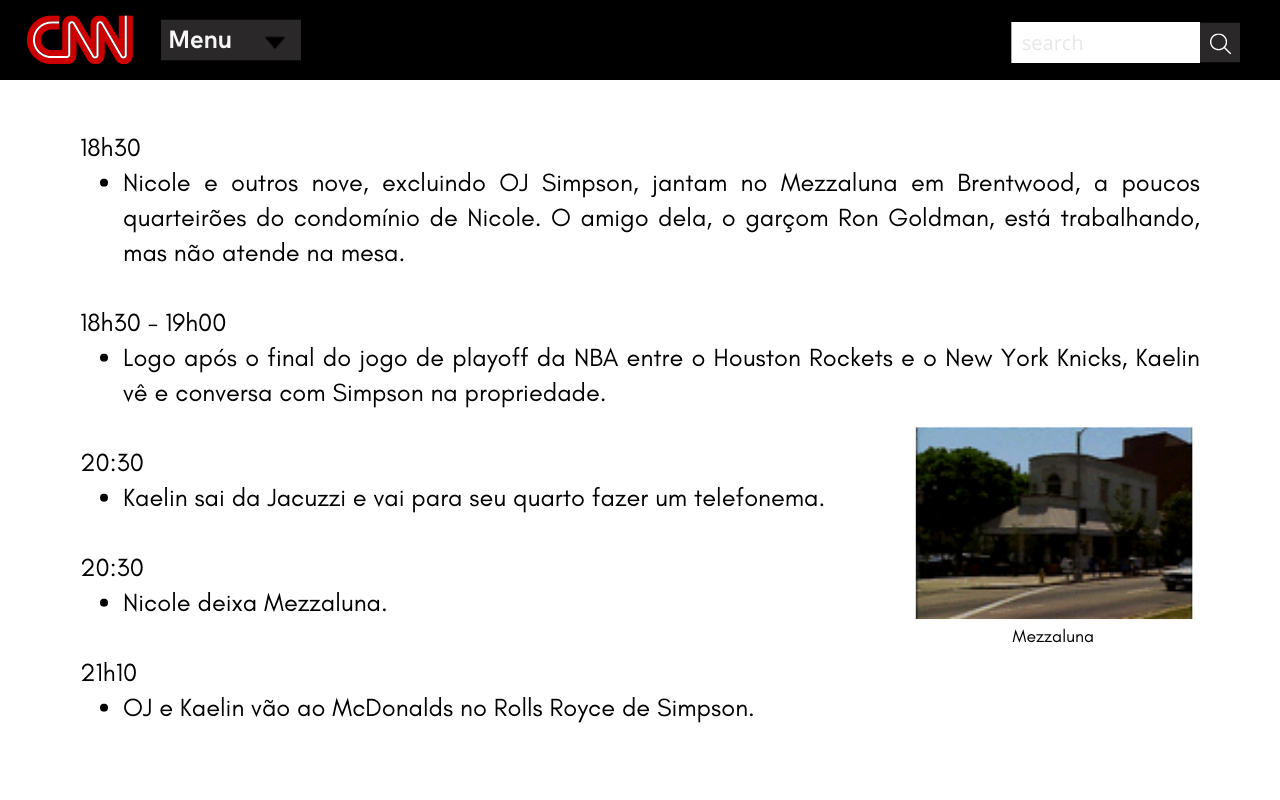 CNN
Menu
search
18h30
• Nicole e outros nove, excluindo OJ Simpson, jantam no Mezzaluna em Brentwood, a poucos
quarteirões do condomínio de Nicole. O amigo dela, o garçom Ron Goldman, está trabalhando,
mas não atende na mesa.
18h30 - 19h00
• Logo após o final do jogo de playoff da NBA entre o Houston Rockets e o New York Knicks, Kaelin
vê e conversa com Simpson na propriedade.
20:30
• Kaelin sai da Jacuzzi e vai para seu quarto fazer um telefonema.
20:30
• Nicole deixa Mezzaluna.
Mezzaluna
21h10
• OJ e Kaelin vão ao McDonalds no Rolls Royce de Simpson.